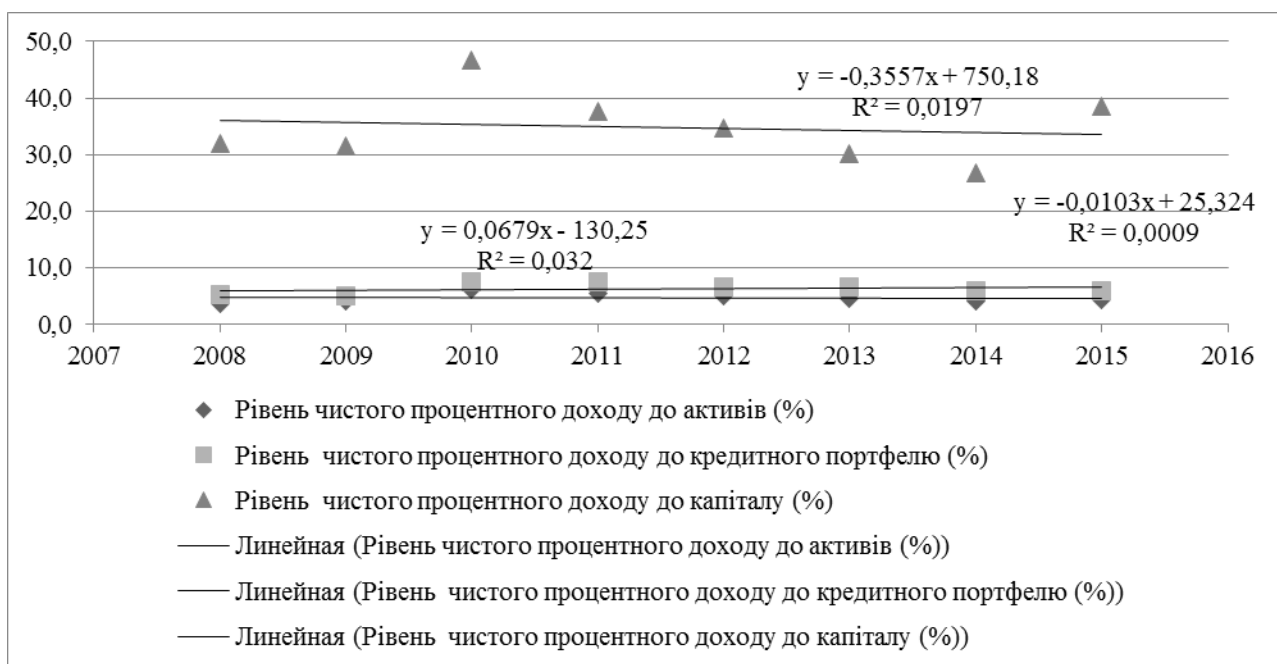 50,0
40,0
30,0
20,0
10,0
0,0
y = -0,3557x + 750,18
R² = 0,0197
y = -0,0103x + 25,324
R² = 0,0009
y = 0,0679x - 130,25
R² = 0,032
2007 2008 2009 2010 2011 2012 2013 2014 2015 2016
Рівень чистого процентного доходу до активів (%)
Рівень чистого процентного доходу до кредитного портфелю (%)
Рівень чистого процентного доходу до капіталу (%)
Линейная (Рівень чистого процентного доходу до активів (%))
Линейная (Рівень чистого процентного доходу до кредитного портфелю (%))
Линейная (Рівень чистого процентного доходу до капіталу (%))